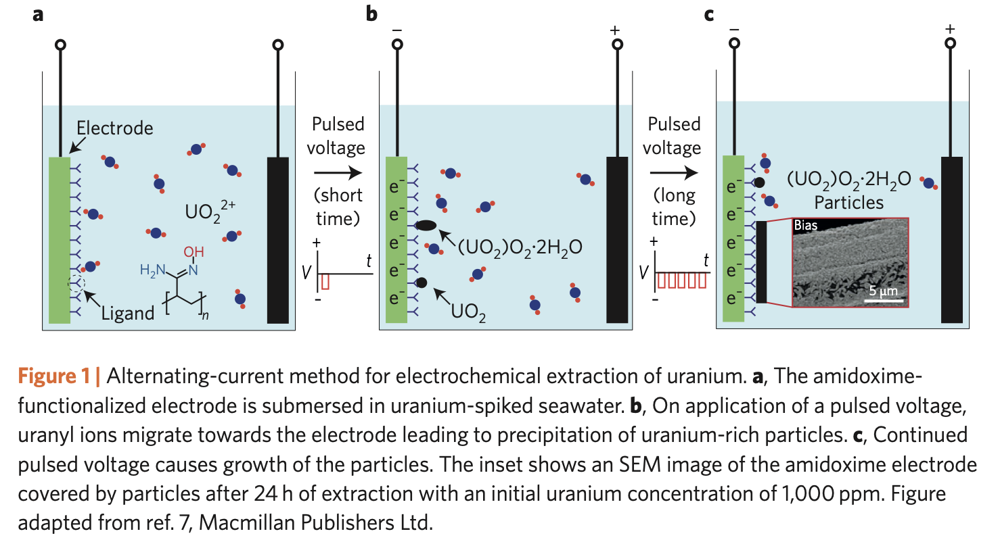 a
b
c
−
+
−
+
Electrode
UO₂²⁺
OH
H₂N
N
n
Ligand
Pulsed
voltage
(short
time)
+
V
t
−
e⁻
e⁻
e⁻
e⁻
e⁻
(UO₂)O₂·2H₂O
UO₂
Pulsed
voltage
(long
time)
+
V
t
−
e⁻
e⁻
e⁻
e⁻
e⁻
(UO₂)O₂·2H₂O
Particles
Bias
5 µm
Figure 1 | Alternating-current method for electrochemical extraction of uranium. a, The amidoxime-
functionalized electrode is submersed in uranium-spiked seawater. b, On application of a pulsed voltage,
uranyl ions migrate towards the electrode leading to precipitation of uranium-rich particles. c, Continued
pulsed voltage causes growth of the particles. The inset shows an SEM image of the amidoxime electrode
covered by particles after 24 h of extraction with an initial uranium concentration of 1,000 ppm. Figure
adapted from ref. 7, Macmillan Publishers Ltd.